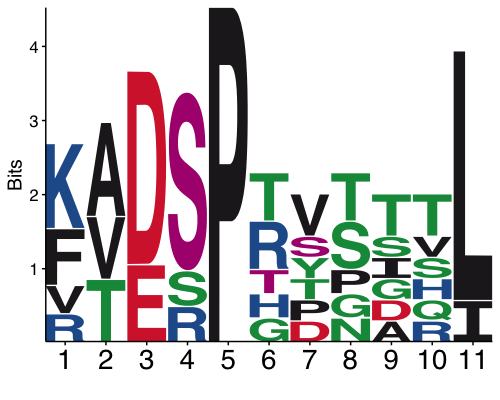 4
3
2
1
Bits
K F V R
A V T
D E
S S R
P
T R T H G
V S Y T P D
T S P G N
T S I G D A
T V S H Q R
L I
1 2 3 4 5 6 7 8 9 10 11